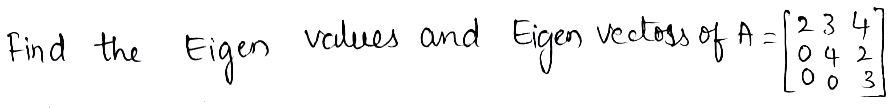 Find the Eigen values and Eigen vectors of A = [2 3 4
0 4 2
0 0 3]